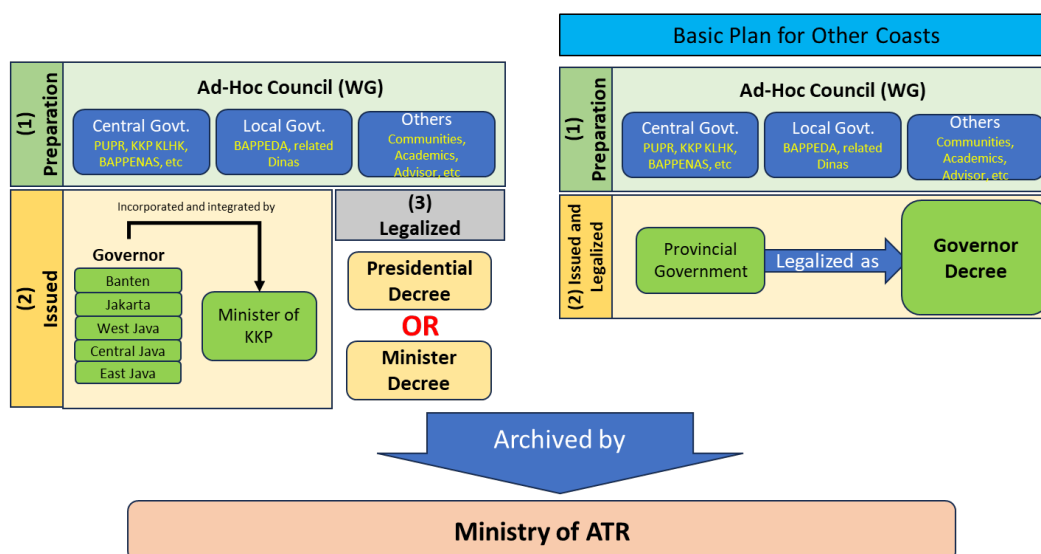 Basic Plan for Other Coasts
(1)
Preparation
Ad-Hoc Council (WG)
Central Govt.
PUPR, KKP KLHK,
BAPPENAS, etc
Local Govt.
BAPPEDA, related
Dinas
Others
Communities,
Academics,
Advisor, etc
(2)
Issued
Incorporated and integrated by
Governor
Banten
Jakarta
West Java
Central Java
East Java
Minister of
KKP
(3)
Legalized
Presidential
Decree
OR
Minister
Decree
(1)
Preparation
Ad-Hoc Council (WG)
Central Govt.
PUPR, KKP KLHK,
BAPPENAS, etc
Local Govt.
BAPPEDA, related
Dinas
Others
Communities,
Academics,
Advisor, etc
(2) Issued and
Legalized
Provincial
Government
Legalized as
Governor
Decree
Archived by
Ministry of ATR